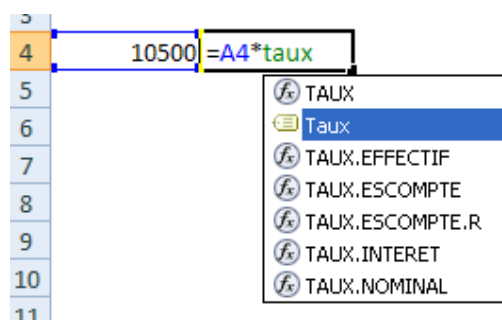 3
4 10500 =A4*taux
5 TAUX
6 Taux
7 TAUX.EFFECTIF
8 TAUX.ESCOMPTE
9 TAUX.ESCOMPTE.R
TAUX.INTERET
10 TAUX.NOMINAL
11